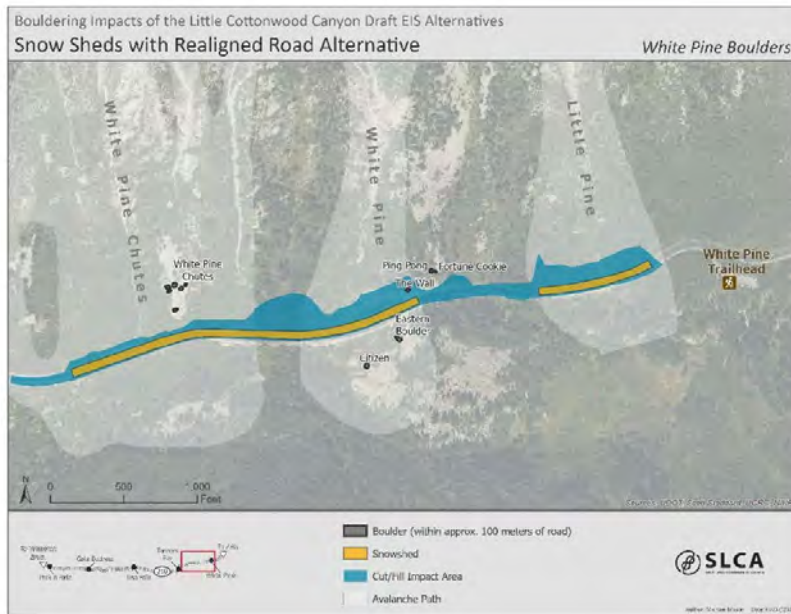 Bouldering Impacts of the Little Cottonwood Canyon Draft EIS Alternatives
Snow Sheds with Realigned Road Alternative
White Pine Boulders
White Pine Chutes
White Pine
Little Pine
White Pine
Chutes
Ping Pong
Fortune Cookie
The Wall
White Pine
Trailhead
Eastern
Boulder
Citizen
N
0 500 1,000
Feet
Boulder (within approx. 100 meters of road)
Snowshed
Cut/Fill Impact Area
Avalanche Path
SLCA